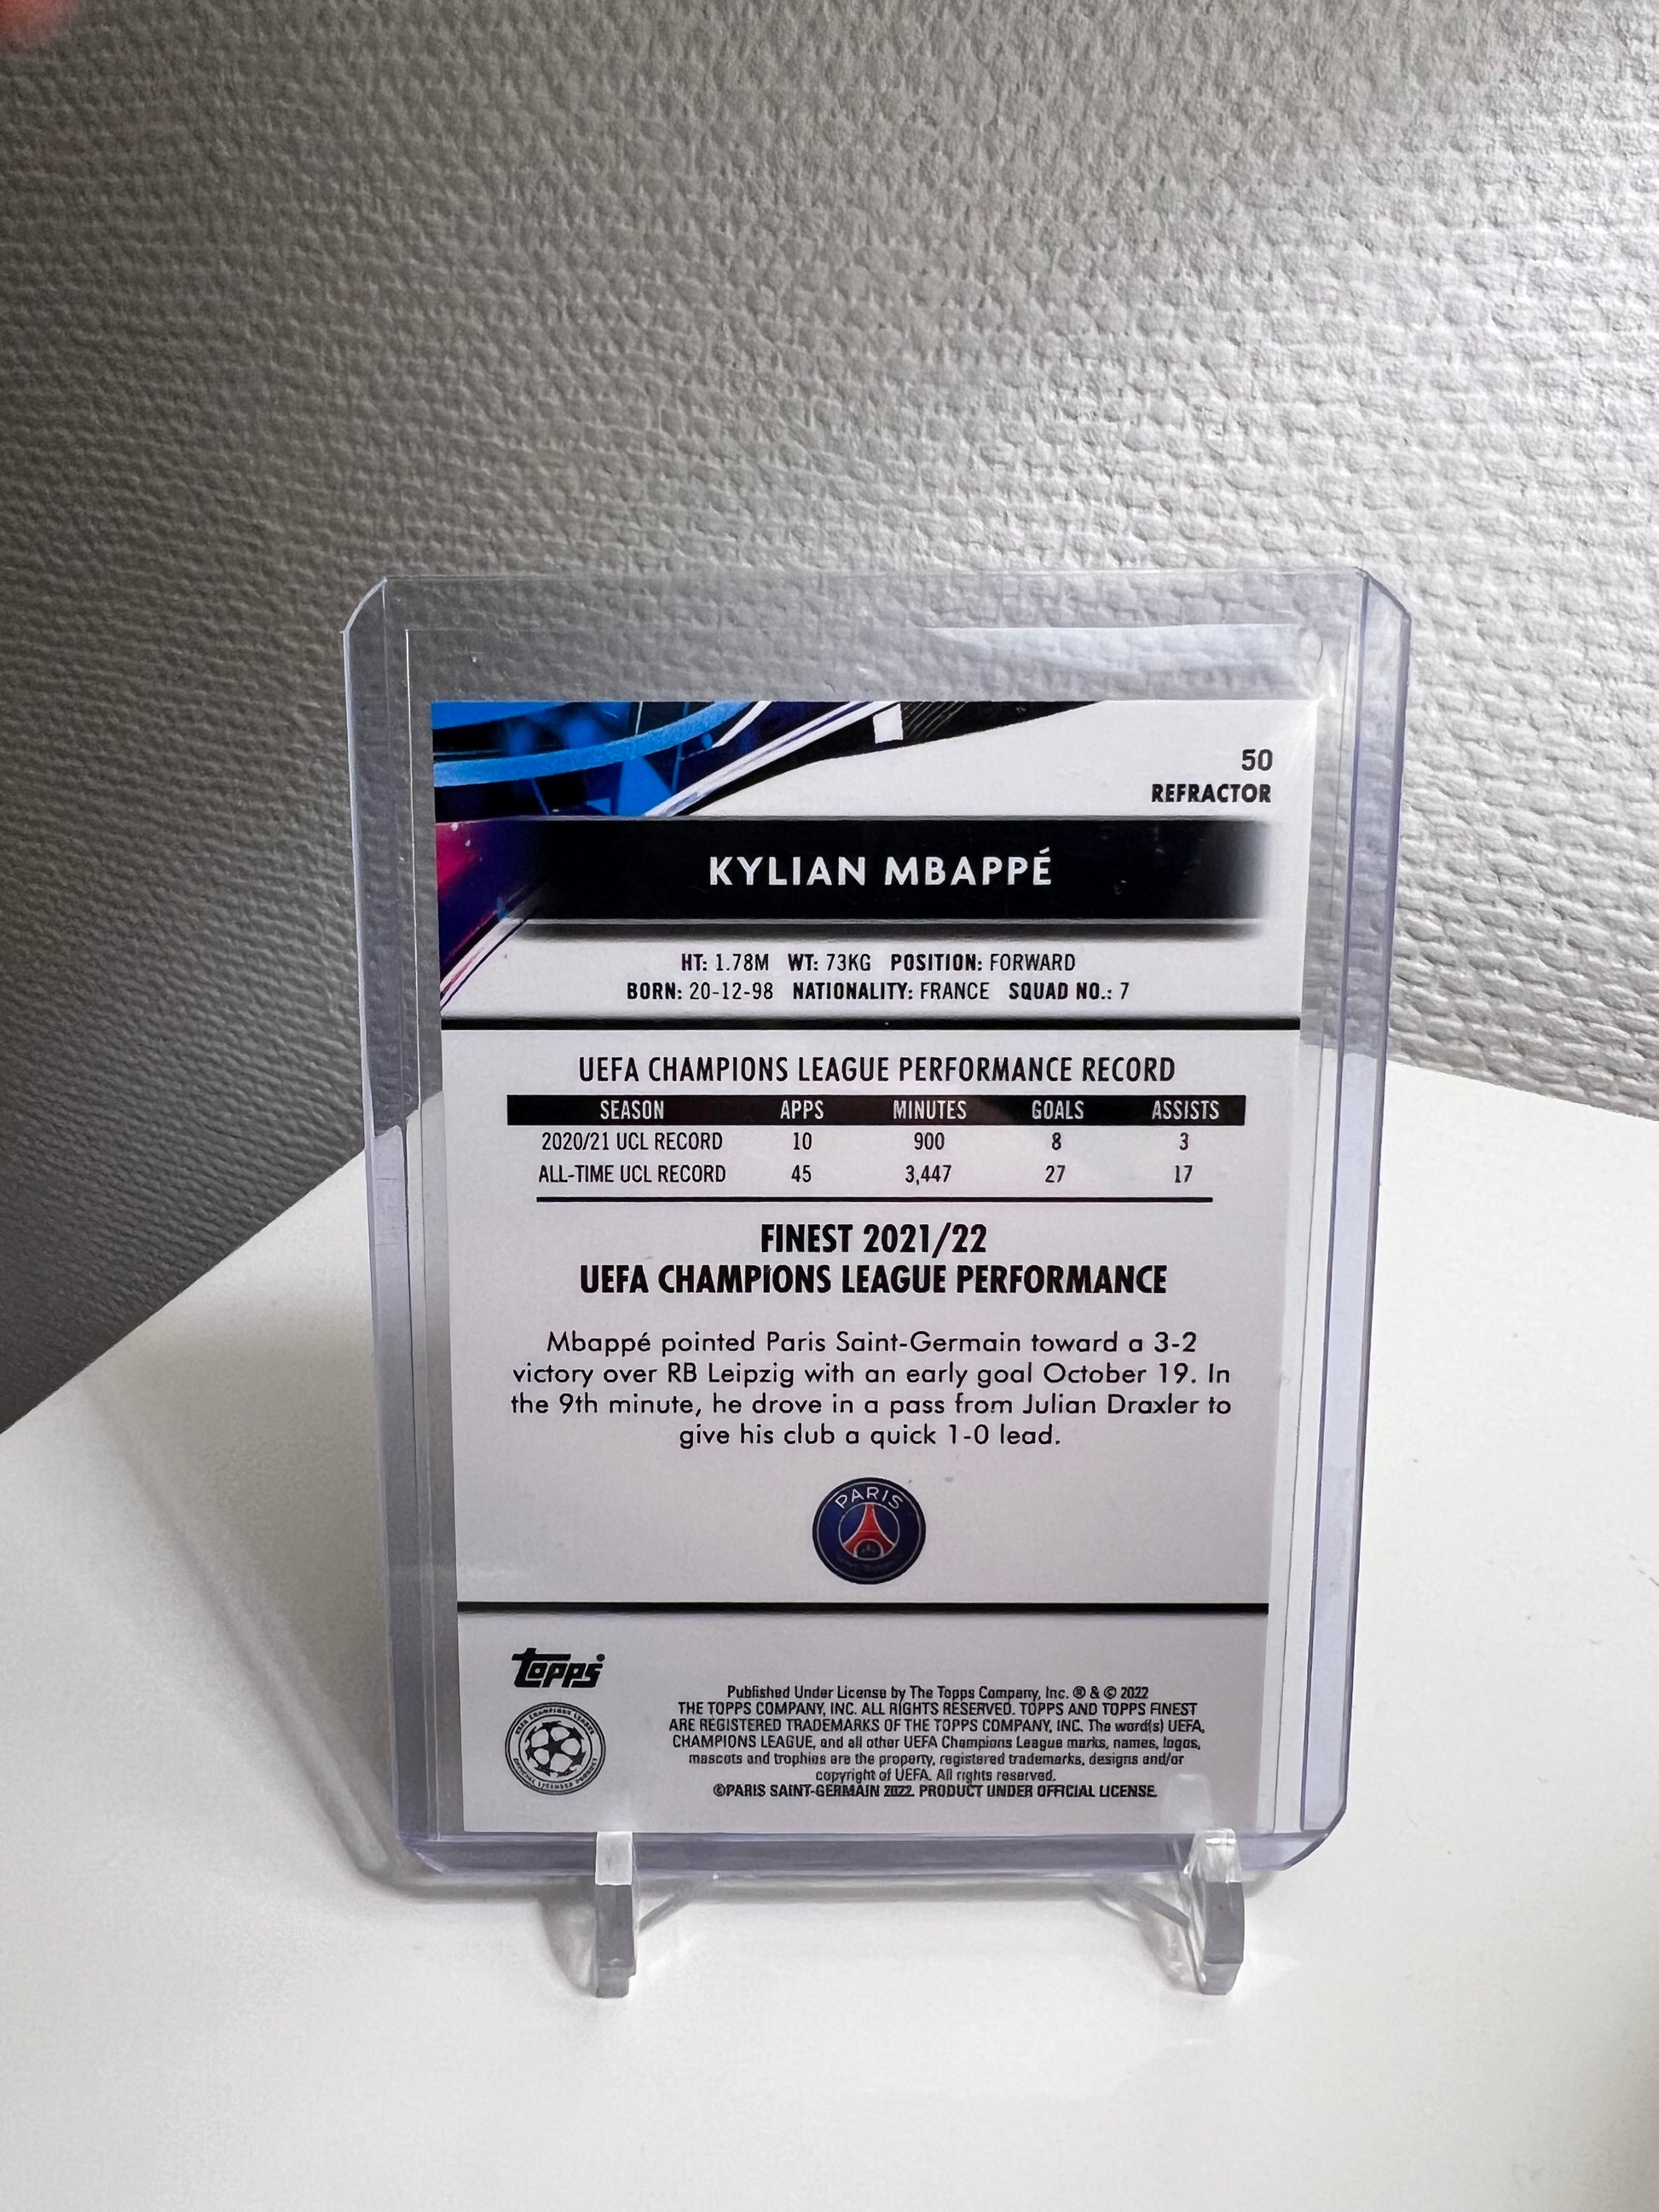 50
REFRACTOR
KYLIAN MBAPPÉ
HT: 1.78M WT: 73KG POSITION: FORWARD
BORN: 20-12-98 NATIONALITY: FRANCE SQUAD NO.: 7
UEFA CHAMPIONS LEAGUE PERFORMANCE RECORD
SEASON APPS MINUTES GOALS ASSISTS
2020/21 UCL RECORD 10 900 8 3
ALL-TIME UCL RECORD 45 3,447 27 17
FINEST 2021/22
UEFA CHAMPIONS LEAGUE PERFORMANCE
Mbappé pointed Paris Saint-Germain toward a 3-2
victory over RB Leipzig with an early goal October 19. In
the 9th minute, he drove in a pass from Julian Draxler to
give his club a quick 1-0 lead.
PARIS
topps
UEFA CHAMPIONS LEAGUE
OFFICIAL LICENSED PRODUCT
Published Under License by The Topps Company, Inc. ® & © 2022
THE TOPPS COMPANY, INC. ALL RIGHTS RESERVED. TOPPS AND TOPPS FINEST
ARE REGISTERED TRADEMARKS OF THE TOPPS COMPANY, INC. The word(s) UEFA,
CHAMPIONS LEAGUE, and all other UEFA Champions League marks, names, logos,
mascots and trophies are the property, registered trademarks, designs and/or
copyright of UEFA. All rights reserved.
©PARIS SAINT-GERMAIN 2022. PRODUCT UNDER OFFICIAL LICENSE.